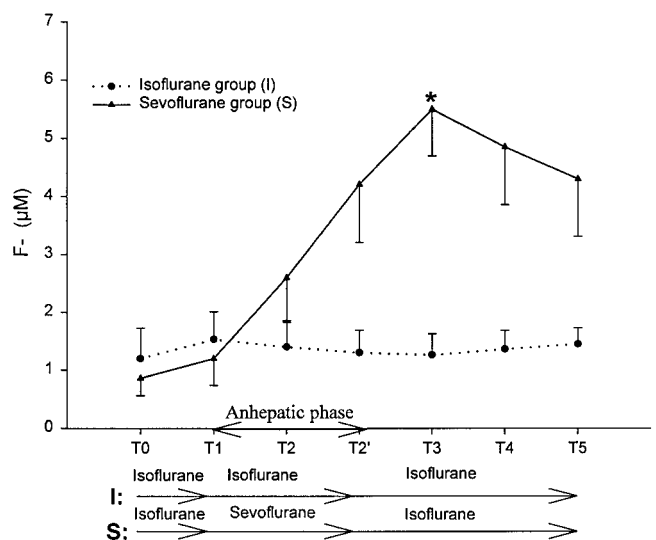 7
6
5
4
3
2
1
0
F- (µM)
Isoflurane group (I)
Sevoflurane group (S)
*
Anhepatic phase
T0 T1 T2 T2' T3 T4 T5
Isoflurane Isoflurane Isoflurane
I:
Isoflurane Sevoflurane Isoflurane
S: